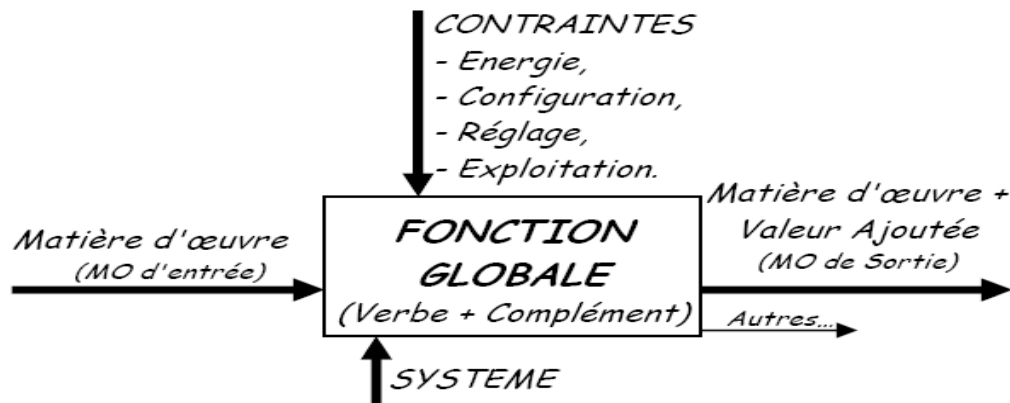 CONTRAINTES
- Energie,
- Configuration,
- Réglage,
- Exploitation.
Matière d'œuvre
(MO d'entrée)
FONCTION
GLOBALE
(Verbe + Complément)
Matière d'œuvre +
Valeur Ajoutée
(MO de Sortie)
Autres...
SYSTEME